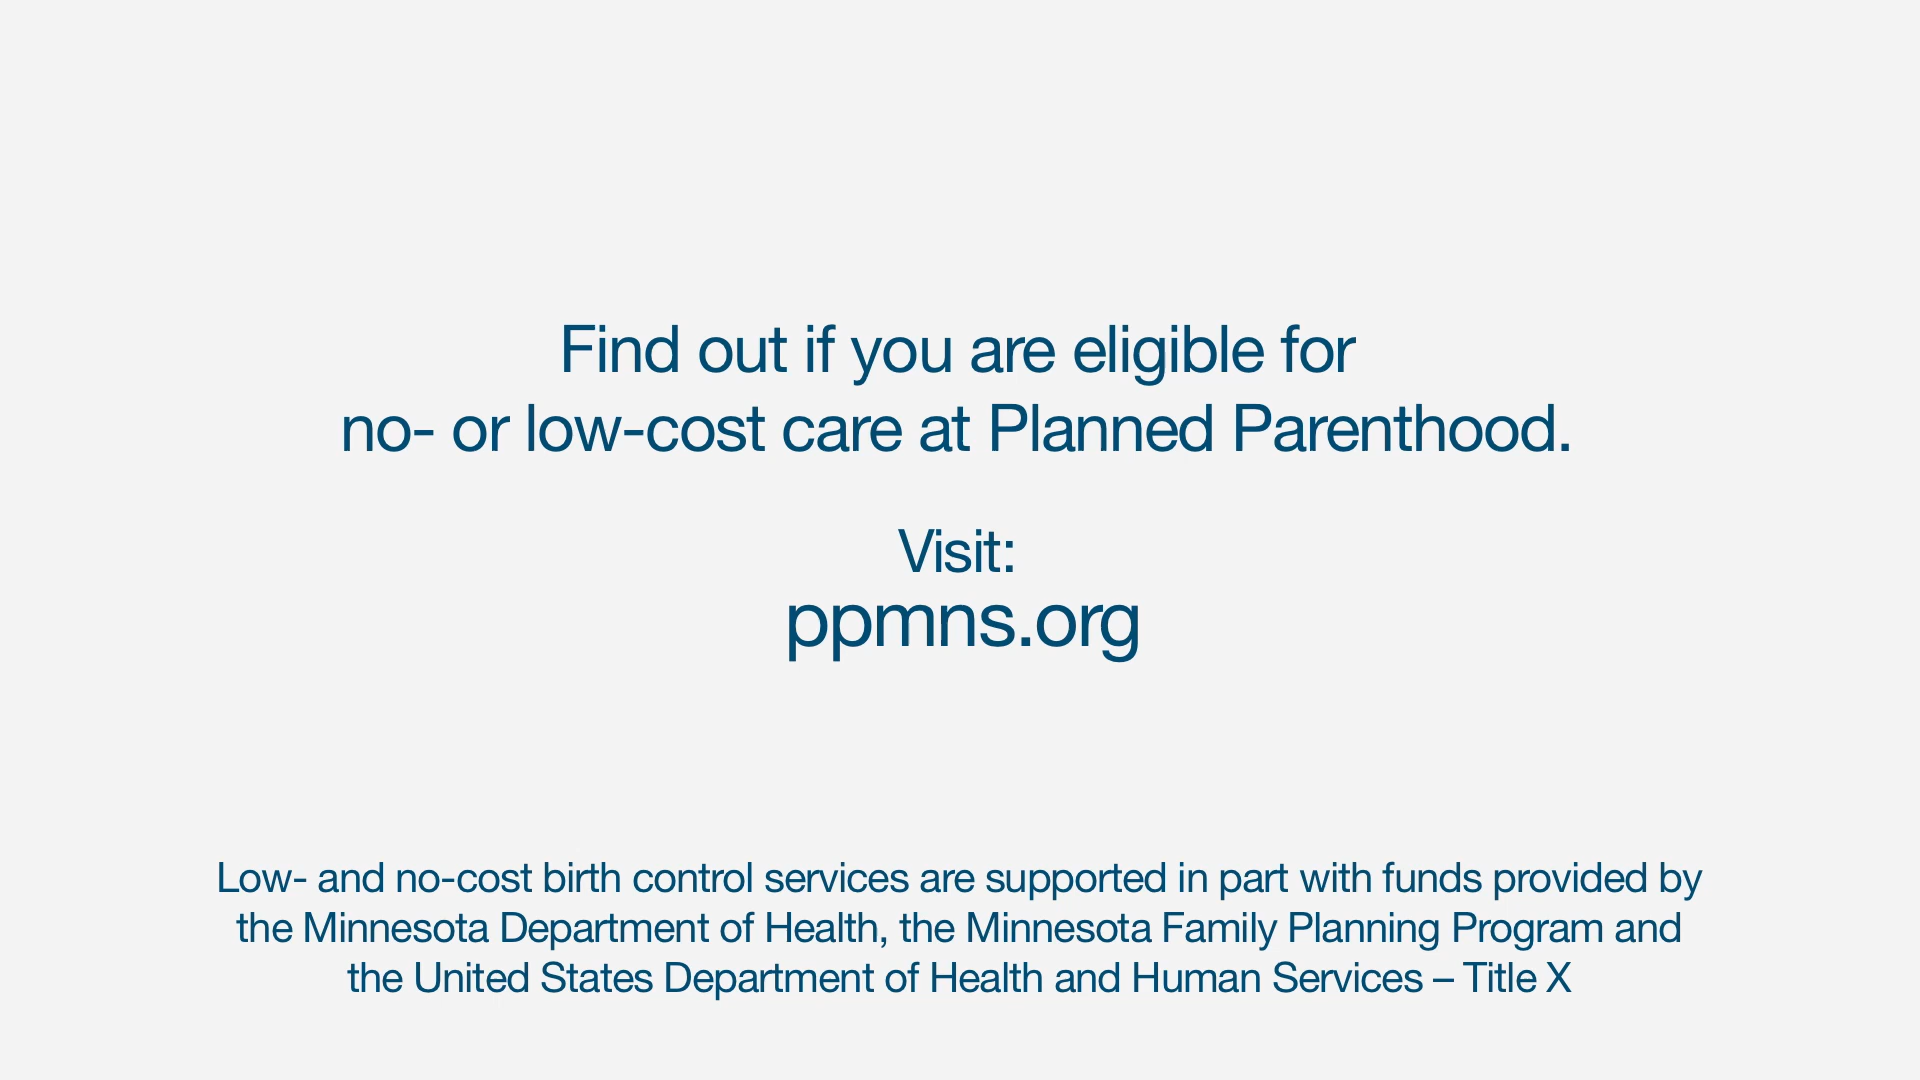 Find out if you are eligible for
no- or low-cost care at Planned Parenthood.
Visit:
ppmns.org
Low- and no-cost birth control services are supported in part with funds provided by
the Minnesota Department of Health, the Minnesota Family Planning Program and
the United States Department of Health and Human Services – Title X